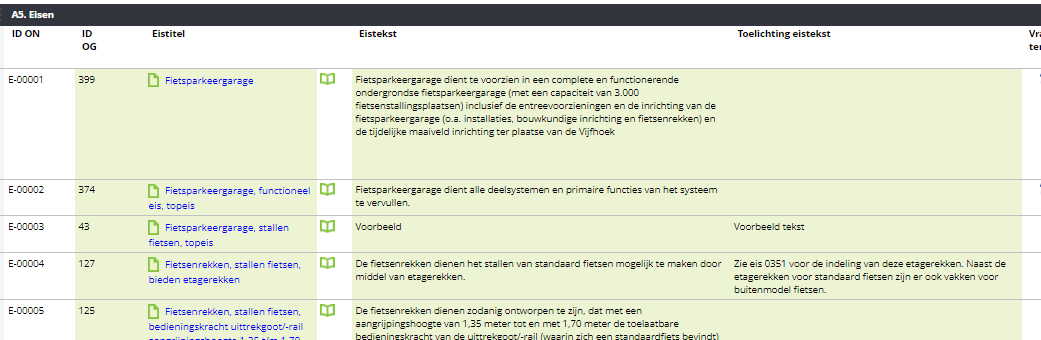 A5. Eisen
ID ON ID OG Eistitel Eistekst Toelichting eistekst
E-00001 399 Fietsparkeergarage Fietsparkeergarage dient te voorzien in een complete en functionerende
ondergrondse fietsparkeergarage (met een capaciteit van 3.000
fietsenstallingsplaatsen) inclusief de entreevoorzieningen en de inrichting van de
fietsparkeergarage (o.a. installaties, bouwkundige inrichting en fietsenrekken) en
de tijdelijke maaiveld inrichting ter plaatse van de Vijfhoek
E-00002 374 Fietsparkeergarage, functioneel
eis, topeis
Fietsparkeergarage dient alle deelsystemen en primaire functies van het systeem
te vervullen.
E-00003 43 Fietsparkeergarage, stallen
fietsen, topeis
Voorbeeld Voorbeeld tekst
E-00004 127 Fietsenrekken, stallen fietsen,
bieden etagerekken
De fietsenrekken dienen het stallen van standaard fietsen mogelijk te maken door
middel van etagerekken.
Zie eis 0351 voor de indeling van deze etagerekken. Naast de
etagerekken voor standaard fietsen zijn er ook vakken voor
buitenmodel fietsen.
E-00005 125 Fietsenrekken, stallen fietsen,
bedieningskracht uittrekgoot/-rail
De fietsenrekken dienen zodanig ontworpen te zijn, dat met een
aangrijpingshoogte van 1,35 meter tot en met 1,70 meter de toelaatbare
bedieningskracht van de uittrekgoot/-rail (waarin zich een standaardfiets bevindt)